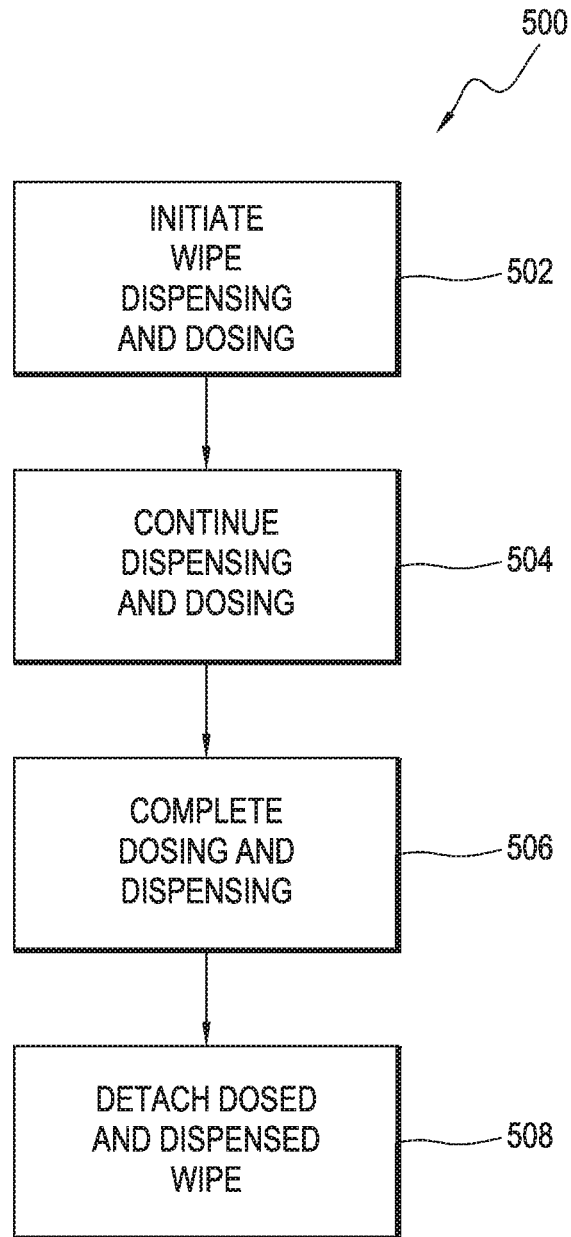 500
INITIATE
WIPE
DISPENSING
AND DOSING
502
CONTINUE
DISPENSING
AND DOSING
504
COMPLETE
DOSING AND
DISPENSING
506
DETACH DOSED
AND DISPENSED
WIPE
508